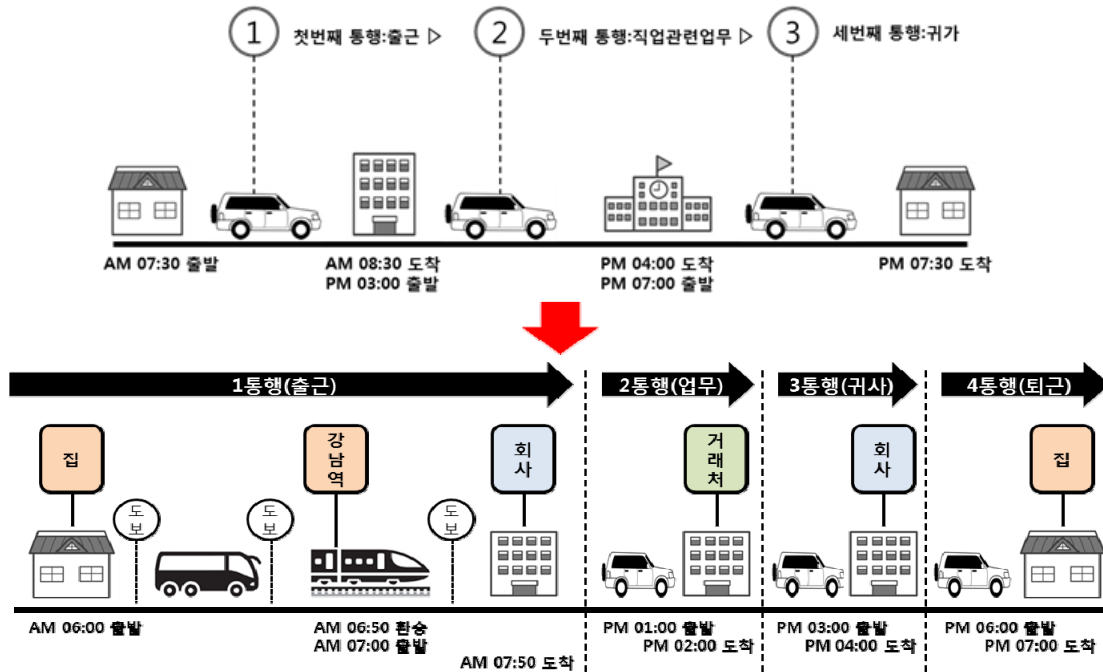 1 첫번째 통행:출근 ▷ 2 두번째 통행:직업관련업무 ▷ 3 세번째 통행:귀가
AM 07:30 출발
AM 08:30 도착
PM 03:00 출발
PM 04:00 도착
PM 07:00 출발
PM 07:30 도착
1통행(출근)
2통행(업무)
3통행(귀사)
4통행(퇴근)
집
강남역
회사
거래처
회사
집
도보
도보
도보
AM 06:00 출발
AM 06:50 환승
AM 07:00 출발
AM 07:50 도착
PM 01:00 출발
PM 02:00 도착
PM 03:00 출발
PM 04:00 도착
PM 06:00 출발
PM 07:00 도착